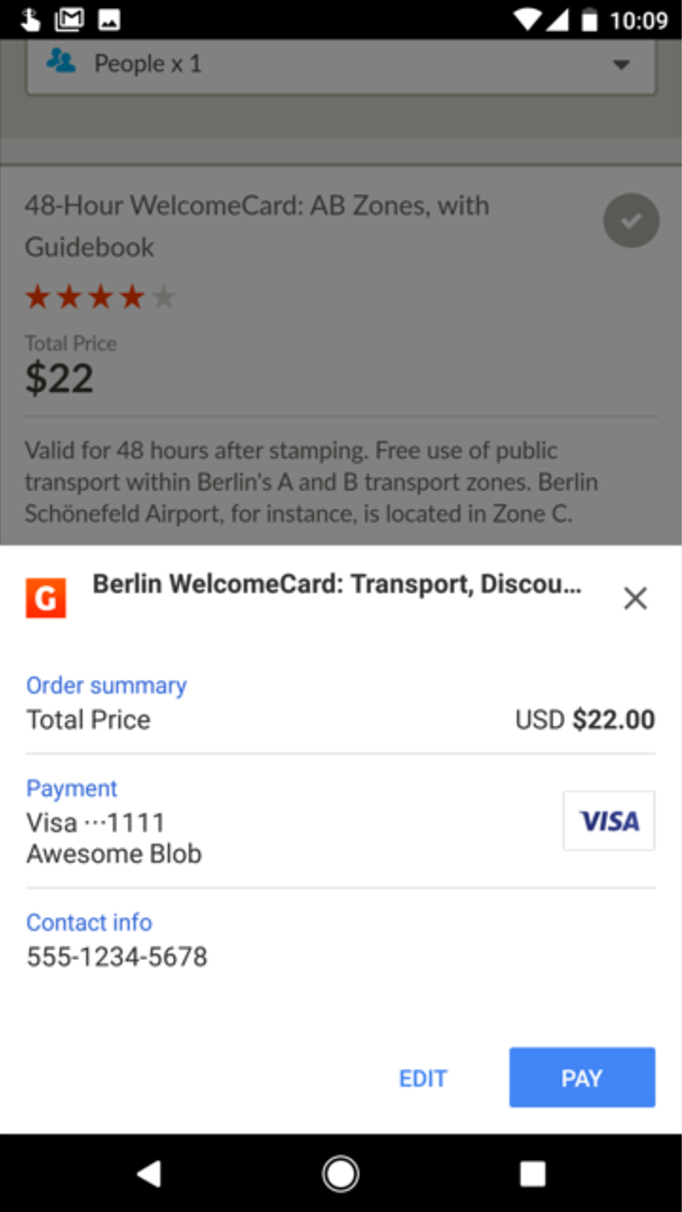 10:09
People x 1
48-Hour WelcomeCard: AB Zones, with
Guidebook
Total Price
$22
Valid for 48 hours after stamping. Free use of public
transport within Berlin's A and B transport zones. Berlin
Schönefeld Airport, for instance, is located in Zone C.
G
Berlin WelcomeCard: Transport, Discou...
Order summary
Total Price USD $22.00
Payment
Visa ···1111
VISA
Awesome Blob
Contact info
555-1234-5678
EDIT PAY